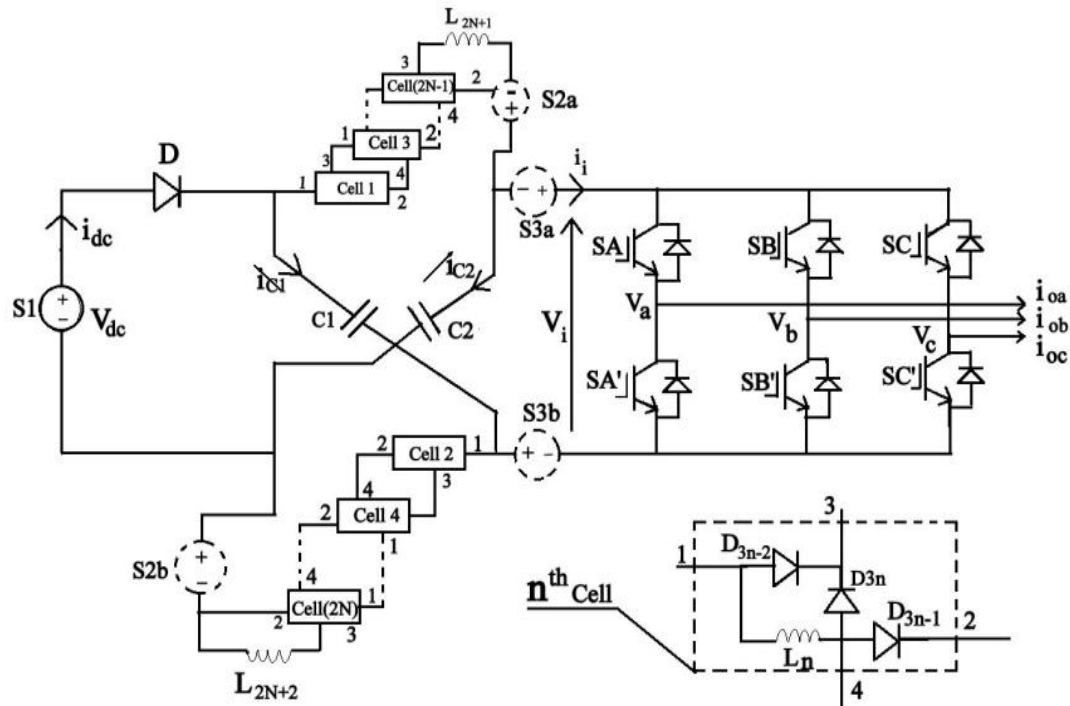 L 2N+1
3
Cell(2N-1)
2
S2a
4
1
Cell 3
2
D
3
4
1
Cell 1
2
S3a
ii
idc
iC1
iC2
S1
Vdc
C1
C2
Vi
SA
SB
SC
Va
Vb
Vc
ioa
iob
ioc
SA'
SB'
SC'
S3b
2
Cell 2
1
4
3
2
Cell 4
1
S2b
4
Cell(2N)
1
2
3
L2N+2
3
1
D3n-2
D3n
nth Cell
D3n-1
2
Ln
4